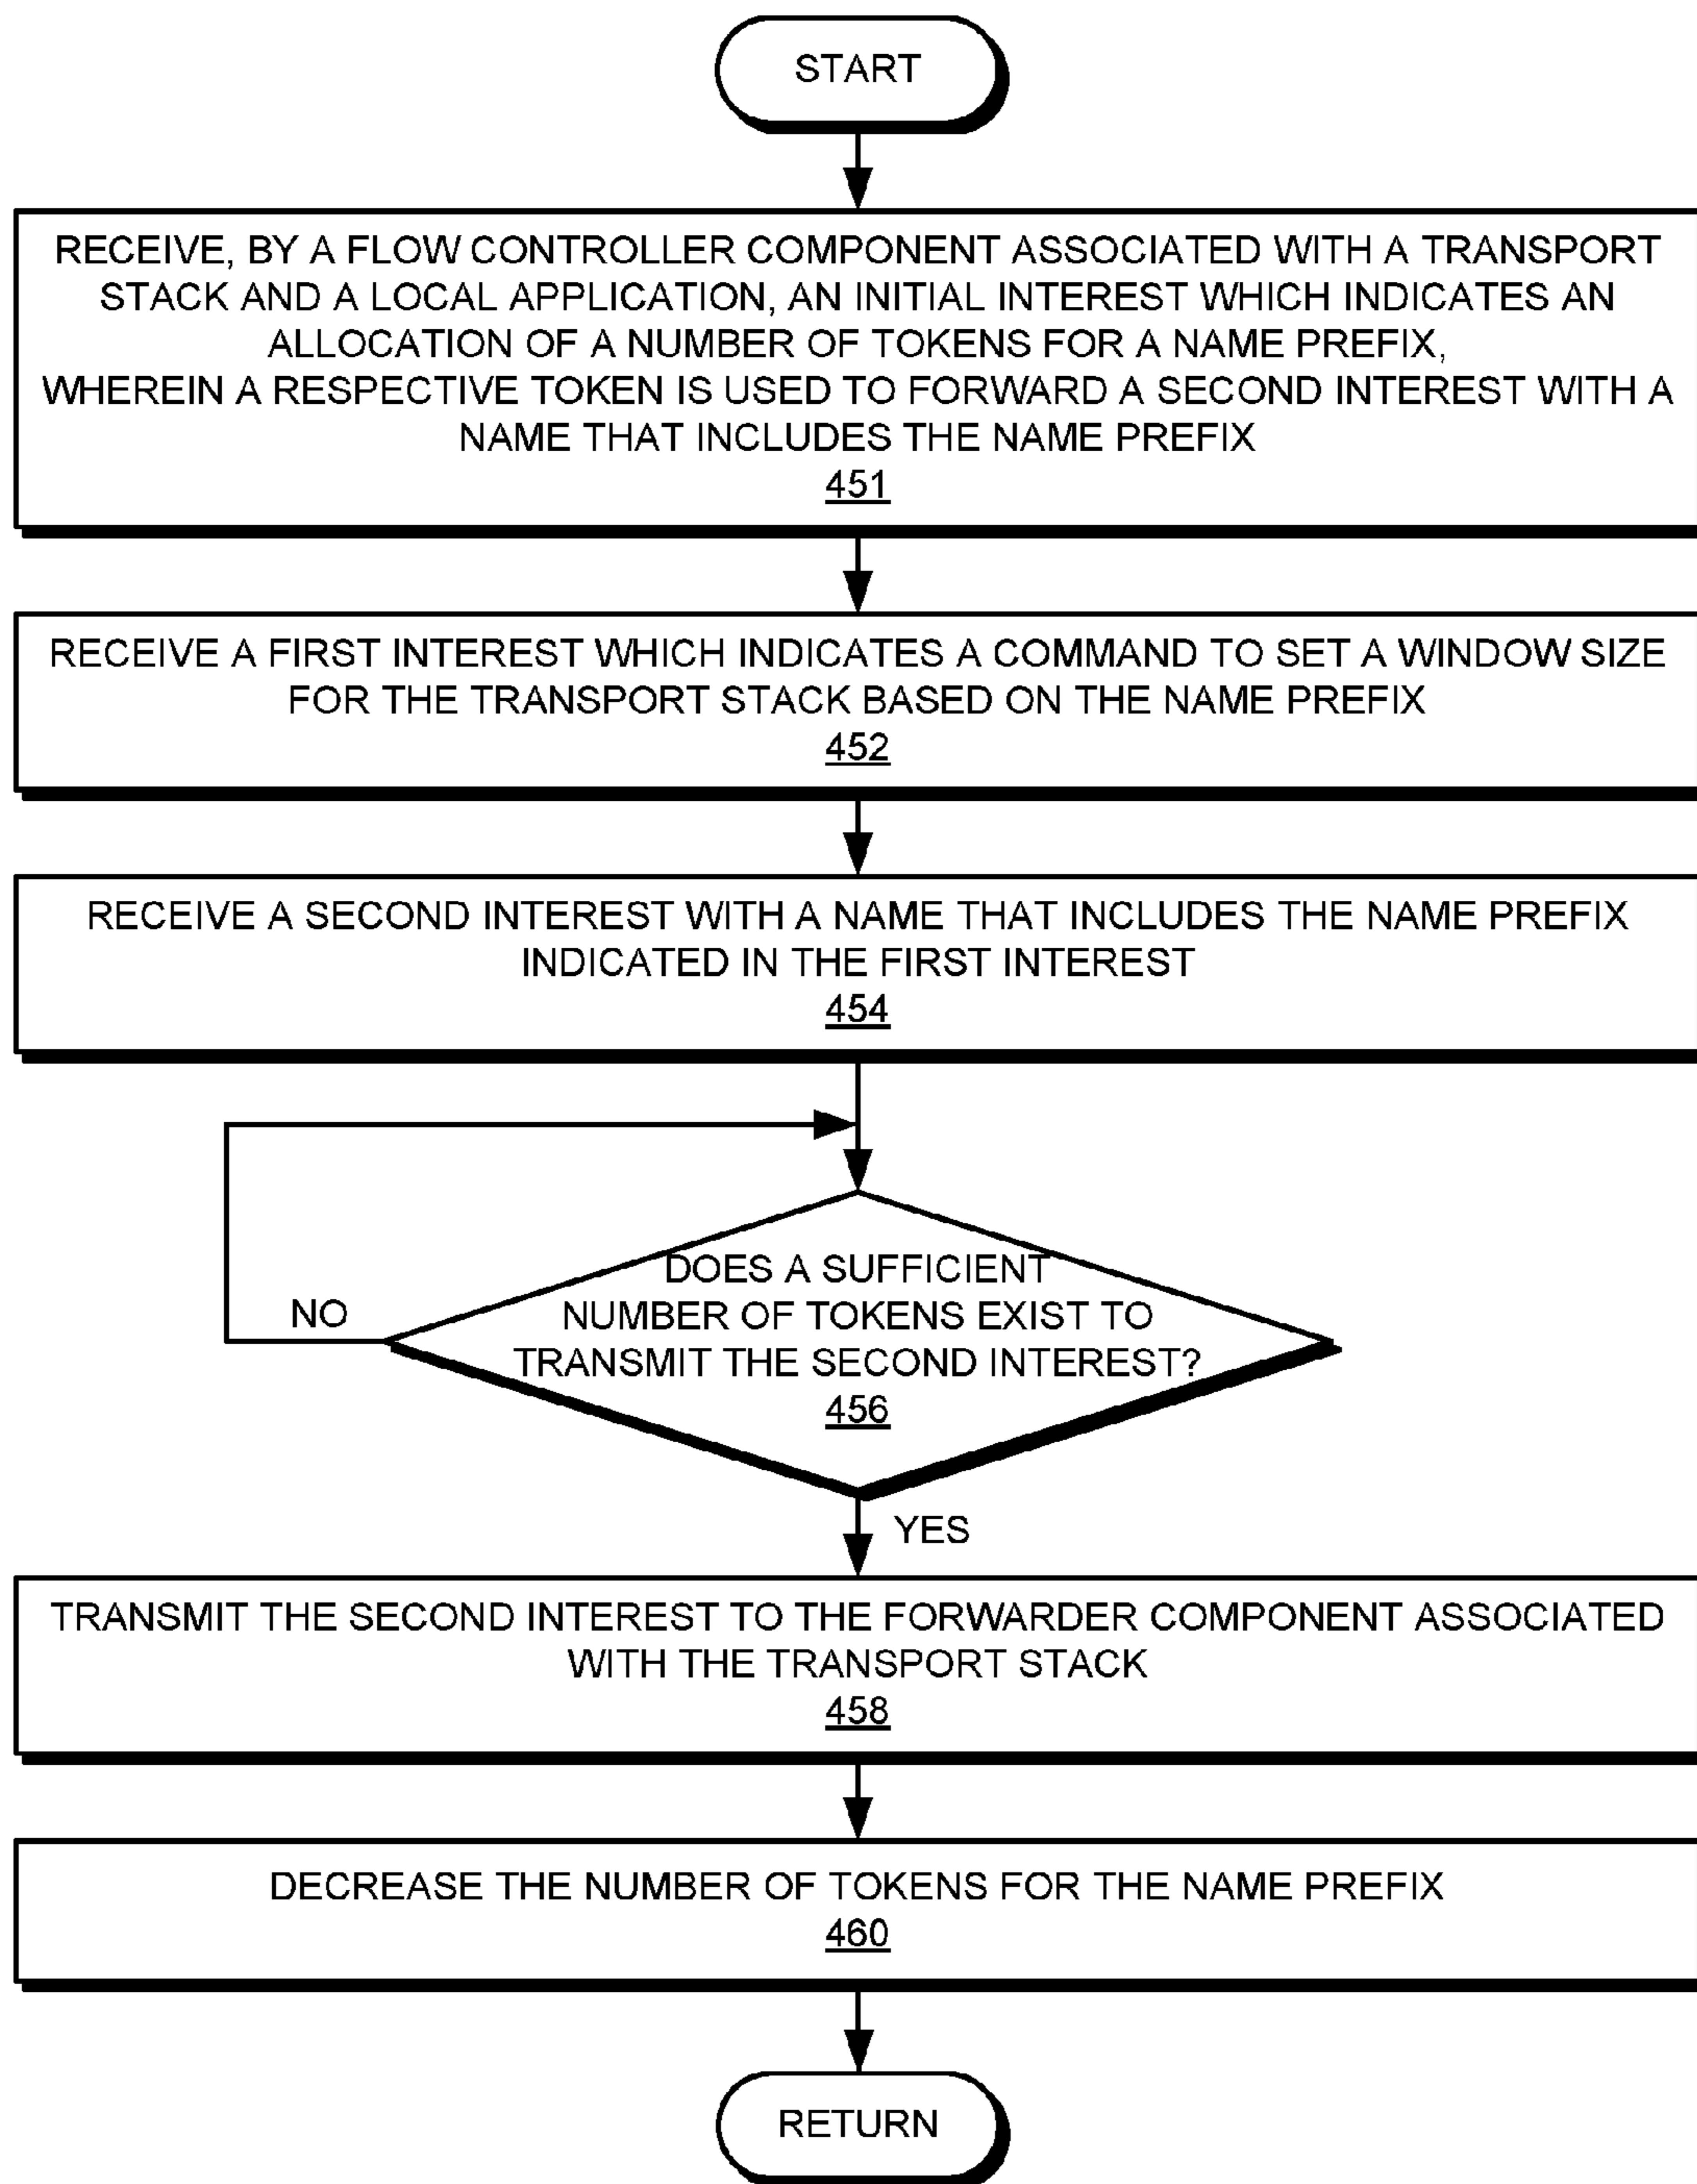 START
RECEIVE, BY A FLOW CONTROLLER COMPONENT ASSOCIATED WITH A TRANSPORT
STACK AND A LOCAL APPLICATION, AN INITIAL INTEREST WHICH INDICATES AN
ALLOCATION OF A NUMBER OF TOKENS FOR A NAME PREFIX,
WHEREIN A RESPECTIVE TOKEN IS USED TO FORWARD A SECOND INTEREST WITH A
NAME THAT INCLUDES THE NAME PREFIX
451
RECEIVE A FIRST INTEREST WHICH INDICATES A COMMAND TO SET A WINDOW SIZE
FOR THE TRANSPORT STACK BASED ON THE NAME PREFIX
452
RECEIVE A SECOND INTEREST WITH A NAME THAT INCLUDES THE NAME PREFIX
INDICATED IN THE FIRST INTEREST
454
DOES A SUFFICIENT
NUMBER OF TOKENS EXIST TO
TRANSMIT THE SECOND INTEREST?
456
NO
YES
TRANSMIT THE SECOND INTEREST TO THE FORWARDER COMPONENT ASSOCIATED
WITH THE TRANSPORT STACK
458
DECREASE THE NUMBER OF TOKENS FOR THE NAME PREFIX
460
RETURN